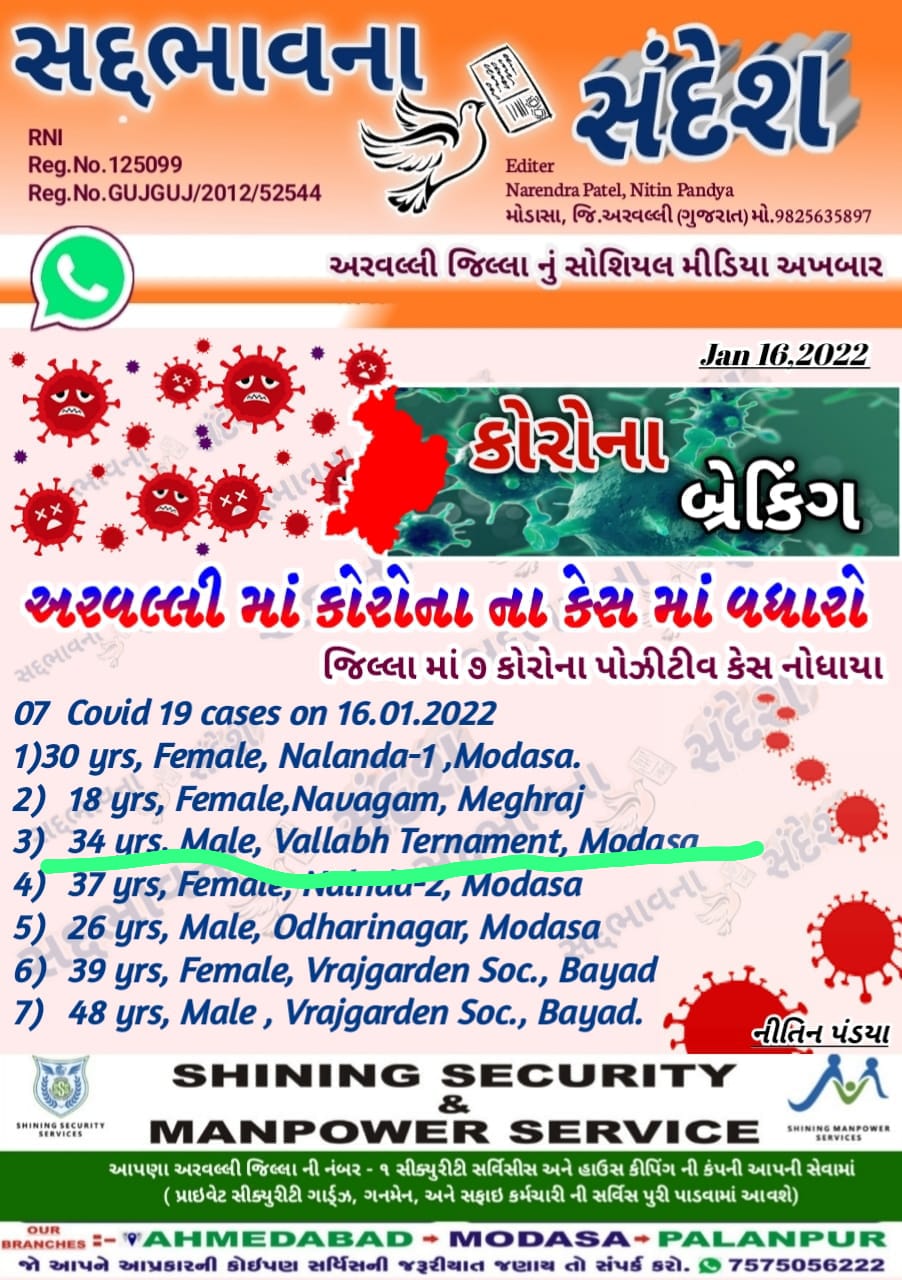 સદ્દભાવના
સંદેશ
RNI
Reg.No.125099
Reg.No.GUJGUJ/2012/52544
Editer
Narendra Patel, Nitin Pandya
મોડાસા, જિ.અરવલ્લી (ગુજરાત) મો.9825635897
અરવલ્લી જિલ્લા નું સોશિયલ મીડિયા અખબાર
Jan 16,2022
કોરોના
બ્રેકિંગ
અરવલ્લી માં કોરોના ના કેસ માં વધારો
જિલ્લા માં ૭ કોરોના પોઝીટીવ કેસ નોધાયા
07 Covid 19 cases on 16.01.2022
1)30 yrs, Female, Nalanda-1 ,Modasa.
2) 18 yrs, Female,Navagam, Meghraj
3) 34 yrs, Male, Vallabh Ternament, Modasa
4) 37 yrs, Female, Nalnda-2, Modasa
5) 26 yrs, Male, Odharinagar, Modasa
6) 39 yrs, Female, Vrajgarden Soc., Bayad
7) 48 yrs, Male , Vrajgarden Soc., Bayad.
નીતિન પંડયા
SHINING SECURITY
&
MANPOWER SERVICE
SHINING SECURITY
SERVICES
SHINING MANPOWER
SERVICES
આપણા અરવલ્લી જિલ્લા ની નંબર - ૧ સીક્યુરીટી સર્વિસીસ અને હાઉસ કીપિંગ ની કંપની આપની સેવામાં
( પ્રાઇવેટ સીક્યુરીટી ગાર્ડ્ઝ, ગનમેન, અને સફાઇ કર્મચારી ની સર્વિસ પુરી પાડવામાં આવશે)
OUR
BRANCHES :- AHMEDABAD - MODASA - PALANPUR
જો આપને આપ્રકારની કોઈપણ સર્ષિસની જરૂરીયાત જણાય તો સંપર્ક કરો. 7575056222